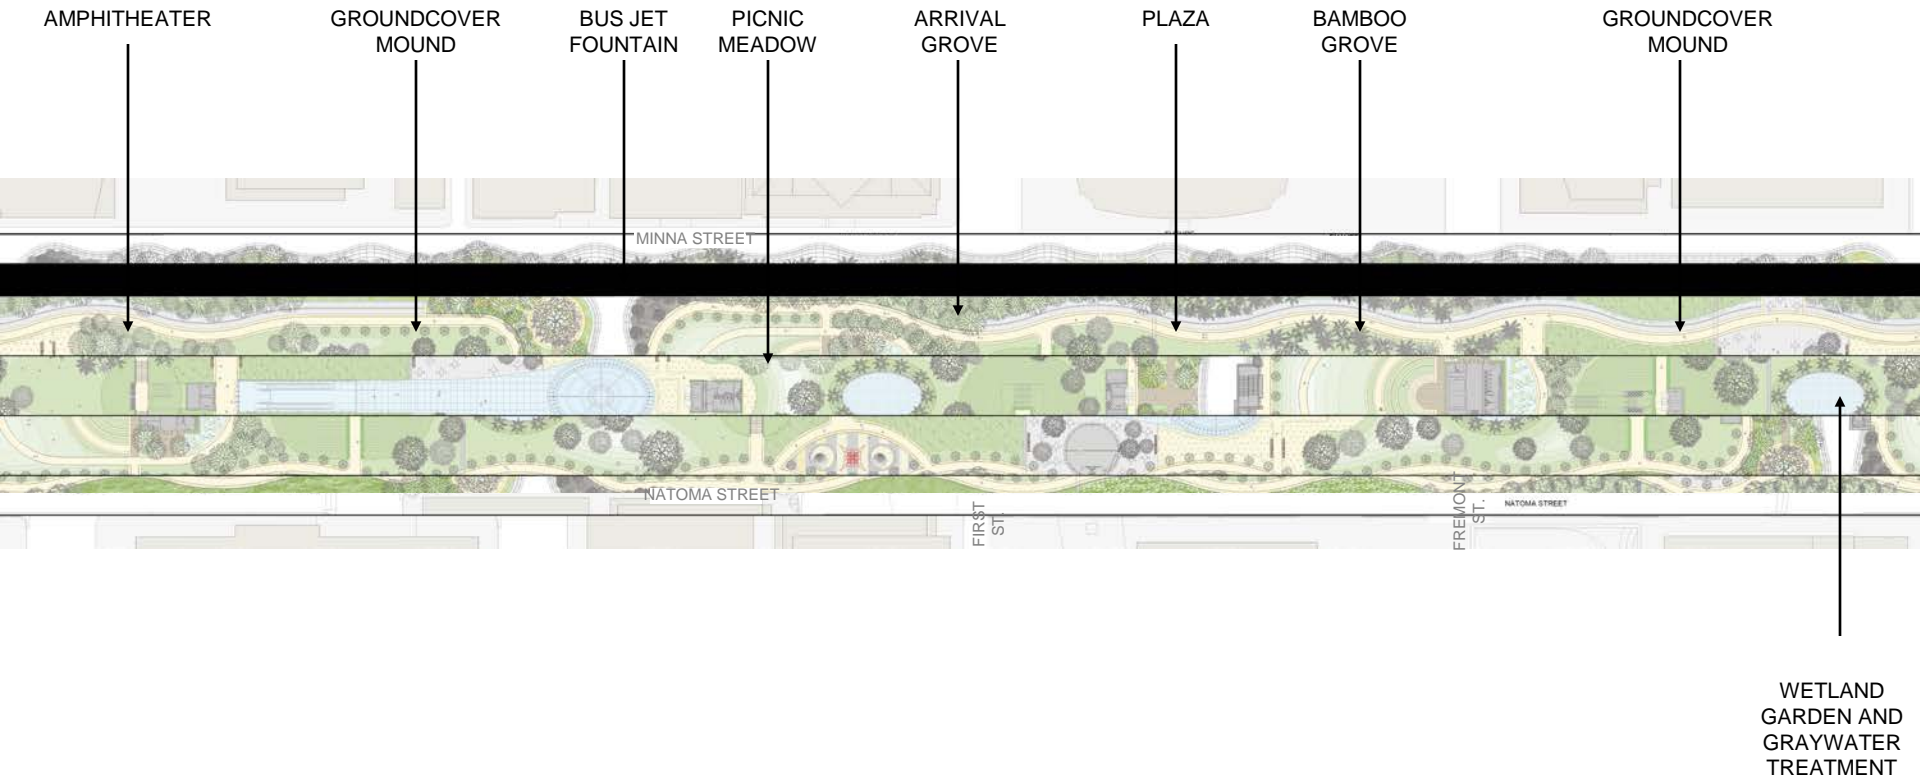 AMPHITHEATER
GROUNDCOVER
MOUND
BUS JET
FOUNTAIN
PICNIC
MEADOW
ARRIVAL
GROVE
PLAZA
BAMBOO
GROVE
GROUNDCOVER
MOUND
MINNA STREET
NATOMA STREET
FIRST
ST.
FREMONT
ST.
NATOMA STREET
WETLAND
GARDEN AND
GRAYWATER
TREATMENT